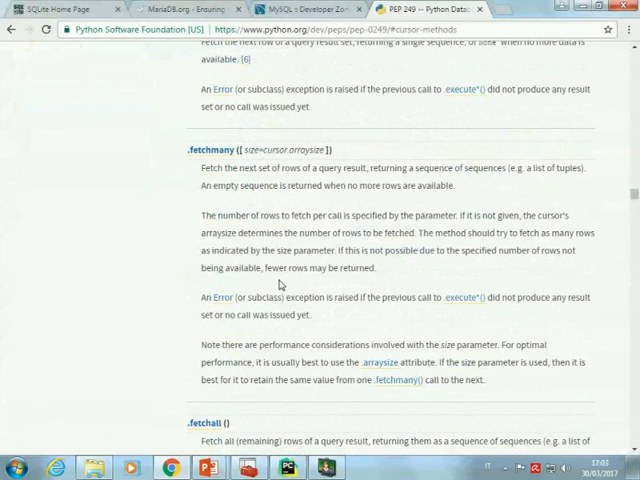 SQLite Home Page
MariaDB.org - Ensuring
MySQL :: Developer Zon
PEP 249 -- Python Datab
Python Software Foundation [US]
https://www.python.org/dev/peps/pep-0249/#cursor-methods
Fetch the next row of a query result set, returning a single sequence, or None when no more data is
available. [6]
An Error (or subclass) exception is raised if the previous call to .execute*() did not produce any result
set or no call was issued yet.
.fetchmany ([ size=cursor.arraysize ])
Fetch the next set of rows of a query result, returning a sequence of sequences (e.g. a list of tuples).
An empty sequence is returned when no more rows are available.
The number of rows to fetch per call is specified by the parameter. If it is not given, the cursor's
arraysize determines the number of rows to be fetched. The method should try to fetch as many rows
as indicated by the size parameter. If this is not possible due to the specified number of rows not
being available, fewer rows may be returned.
An Error (or subclass) exception is raised if the previous call to .execute*() did not produce any result
set or no call was issued yet.
Note there are performance considerations involved with the size parameter. For optimal
performance, it is usually best to use the .arraysize attribute. If the size parameter is used, then it is
best for it to retain the same value from one .fetchmany() call to the next.
.fetchall ()
Fetch all (remaining) rows of a query result, returning them as a sequence of sequences (e.g. a list of
IT
17:03
30/03/2017